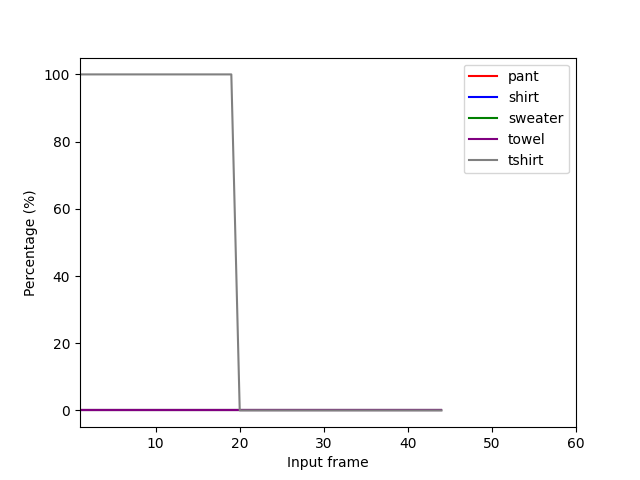 100
80
60
40
20
0
Percentage (%)
10 20 30 40 50 60
Input frame
pant
shirt
sweater
towel
tshirt